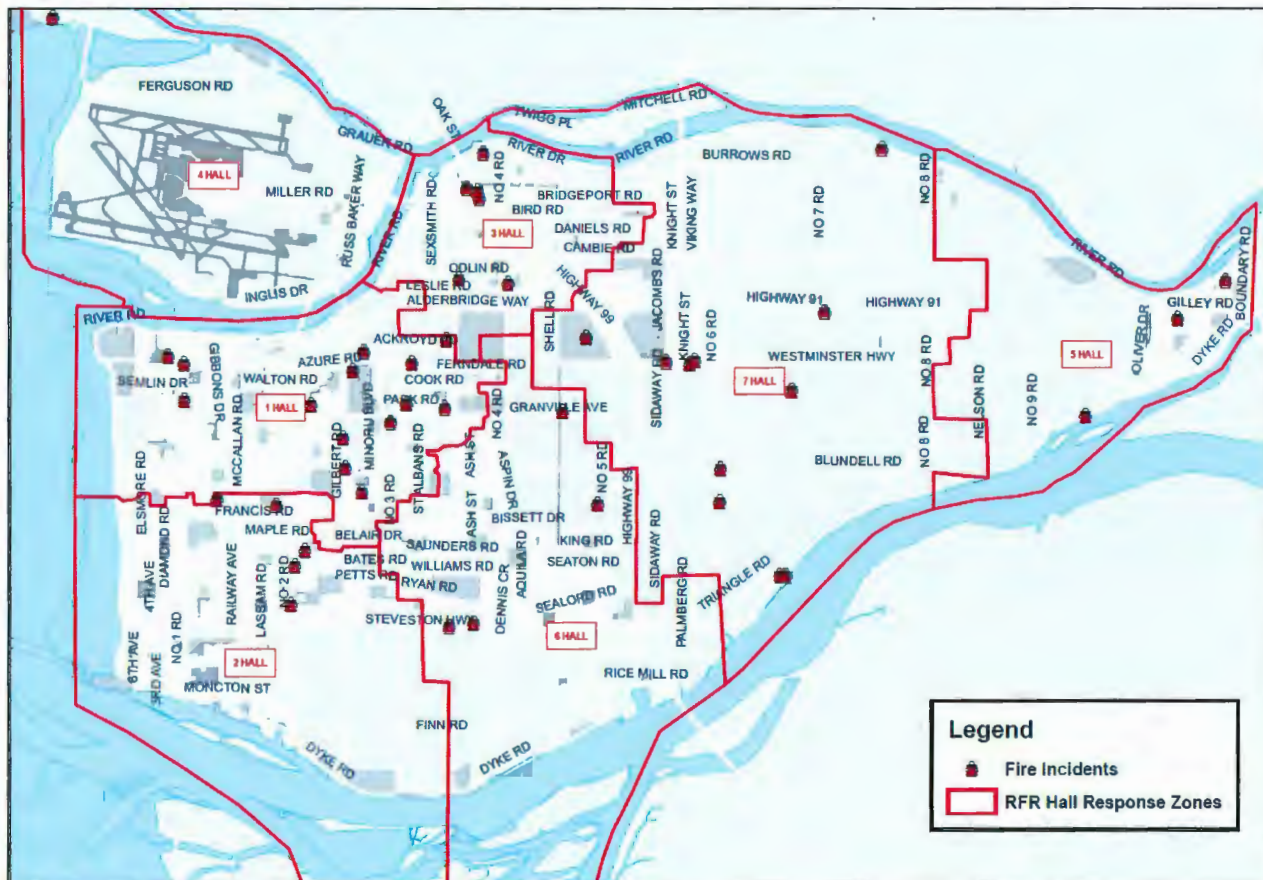 FERGUSON RD
OAK ST
TWIGG PL
MITCHELL RD
GRAUER RD
RIVER DR
RIVER RD
BURROWS RD
4 HALL
MILLER RD
RUSS BAKER WAY
RIVER RD
SEXSMITH RD
NO 4 RD
BRIDGEPORT RD
BIRD RD
KNIGHT ST
VIKING WAY
NO 7 RD
NO 8 RD
3 HALL
DANIELS RD
CAMBIE RD
RIVER RD
BOUNDARY RD
INGLIS DR
ODLIN RD
LESLIE RD
ALDERBRIDGE WAY
HIGHWAY 99
JACOMBS RD
HIGHWAY 91
HIGHWAY 91
GILLEY RD
RIVER RD
SHELL RD
KNIGHT ST
NO 6 RD
OLIVER DR
DYKE RD
ACKROYD RD
AZURE RD
FERNDALE RD
SIDAWAY RD
WESTMINSTER HWY
NO 8 RD
5 HALL
GIBBONS DR
SEMLIN DR
WALTON RD
COOK RD
7 HALL
1 HALL
MINORU BLVD
PARK RD
NO 4 RD
GRANVILLE AVE
NELSON RD
NO 9 RD
MCCALLAN RD
GILBERT RD
ST ALBANS RD
ASH ST
ASPIN DR
NO 5 RD
HIGHWAY 99
BLUNDELL RD
NO 8 RD
ELSMORE RD
FRANCIS RD
NO 3 RD
ASH ST
BISSETT DR
DIAMOND RD
MAPLE RD
BELAIR DR
SAUNDERS RD
KING RD
BATES RD
WILLIAMS RD
AQUILA RD
SEATON RD
SIDAWAY RD
4TH AVE
RAILWAY AVE
LASSAM RD
NO 2 RD
PETTS RD
RYAN RD
DENNIS CR
SEALORD RD
PALMBERG RD
TRIANGLE RD
NO 1 RD
STEVESTON HWY
6 HALL
6TH AVE
3RD AVE
2 HALL
MONCTON ST
RICE MILL RD
FINN RD
DYKE RD
DYKE RD
Legend
Fire Incidents
RFR Hall Response Zones